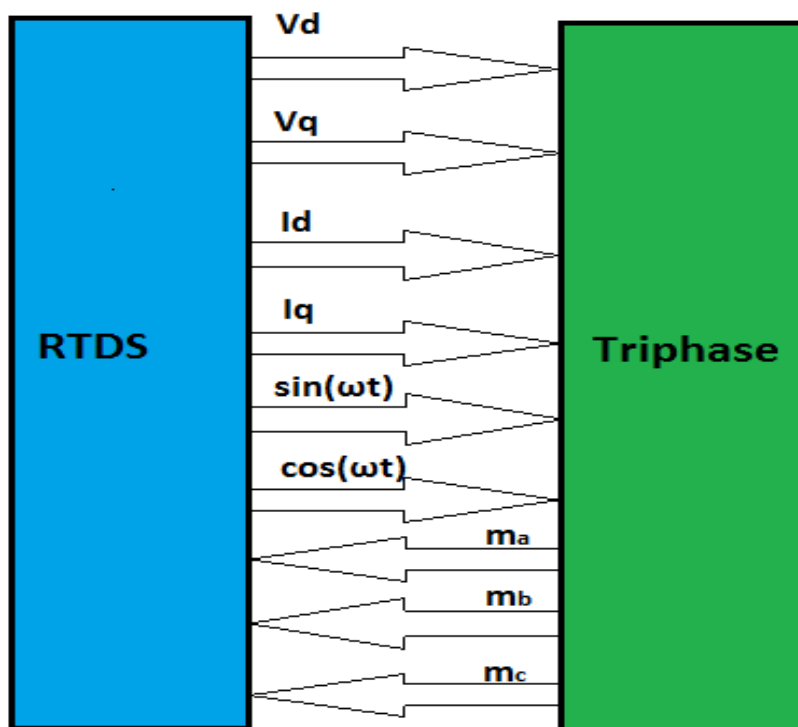 Vd
Vq
Id
Iq
RTDS
Triphase
sin(ωt)
cos(ωt)
ma
mb
mc